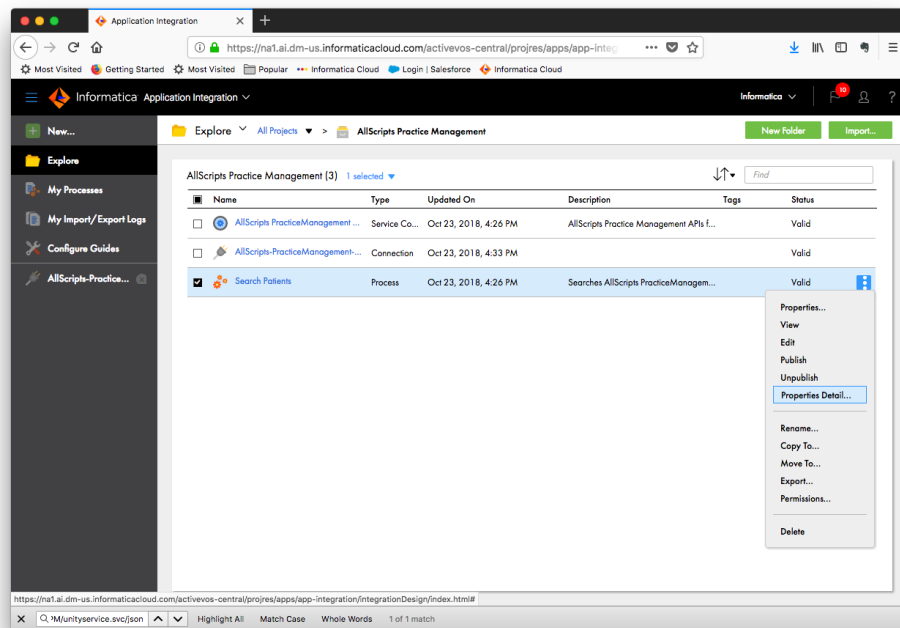 Application Integration
https://na1.ai.dm-us.informaticacloud.com/activevos-central/projres/apps/app-integ
Most Visited Getting Started Most Visited Popular Informatica Cloud Login | Salesforce Informatica Cloud
Informatica Application Integration Informatica 10 ?
New... Explore All Projects > AllScripts Practice Management New Folder Import...
Explore
My Processes
My Import/Export Logs
Configure Guides
AllScripts-Practice...
AllScripts Practice Management (3) 1 selected Find
Name Type Updated On Description Tags Status
AllScripts PracticeManagement ... Service Co... Oct 23, 2018, 4:26 PM AllScripts Practice Management APIs f... Valid
AllScripts-PracticeManagement-... Connection Oct 23, 2018, 4:33 PM Valid
Search Patients Process Oct 23, 2018, 4:26 PM Searches AllScripts PracticeManagem... Valid
Properties...
View
Edit
Publish
Unpublish
Properties Detail...
Rename...
Copy To...
Move To...
Export...
Permissions...
Delete
https://na1.ai.dm-us.informaticacloud.com/activevos-central/projres/apps/app-integration/integrationDesign/index.html#
?M/unityservice.svc/json Highlight All Match Case Whole Words 1 of 1 match